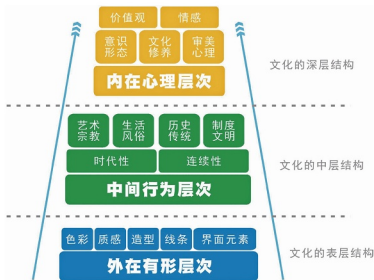 价值观 情感
意识形态 文化修养 审美心理
内在心理层次
文化的深层结构
艺术宗教 生活风俗 历史传统 制度文明
时代性 连续性
文化的中层结构
中间行为层次
色彩 质感 造型 线条 界面元素
文化的表层结构
外在有形层次